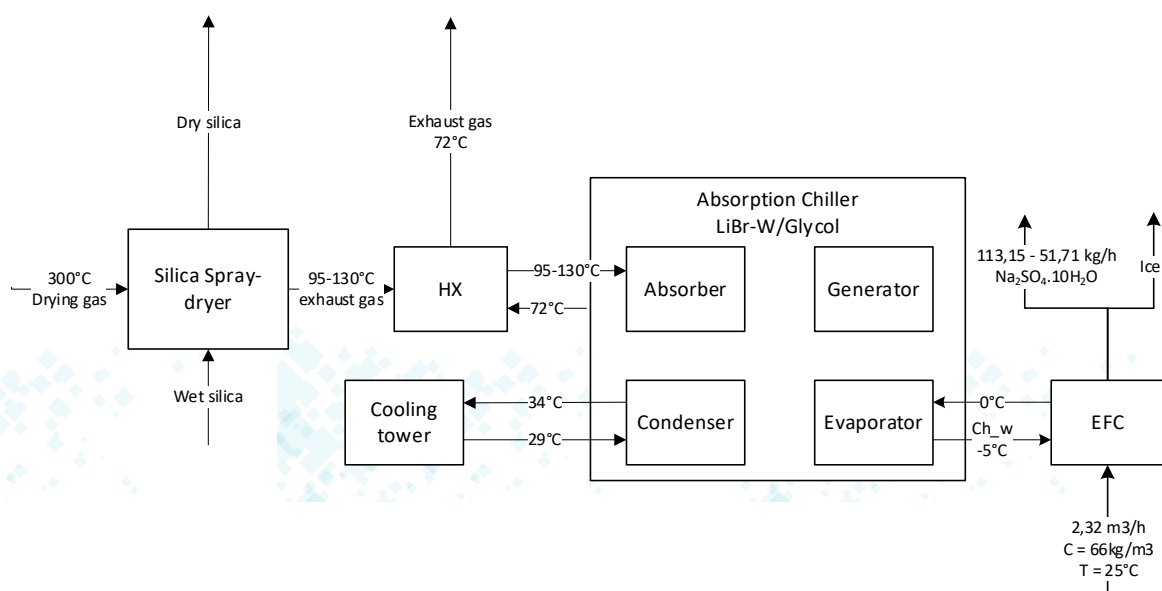 Dry silica
Exhaust gas
72°C
Absorption Chiller
LiBr-W/Glycol
113,15 - 51,71 kg/h
Na₂SO₄.10H₂O
Ice
300°C
Drying gas
Silica Spray-
dryer
95-130°C
exhaust gas
HX
95-130°C
72°C
Absorber
Generator
Wet silica
Cooling
tower
34°C
29°C
Condenser
Evaporator
0°C
Ch_w
-5°C
EFC
2,32 m3/h
C = 66kg/m3
T = 25°C